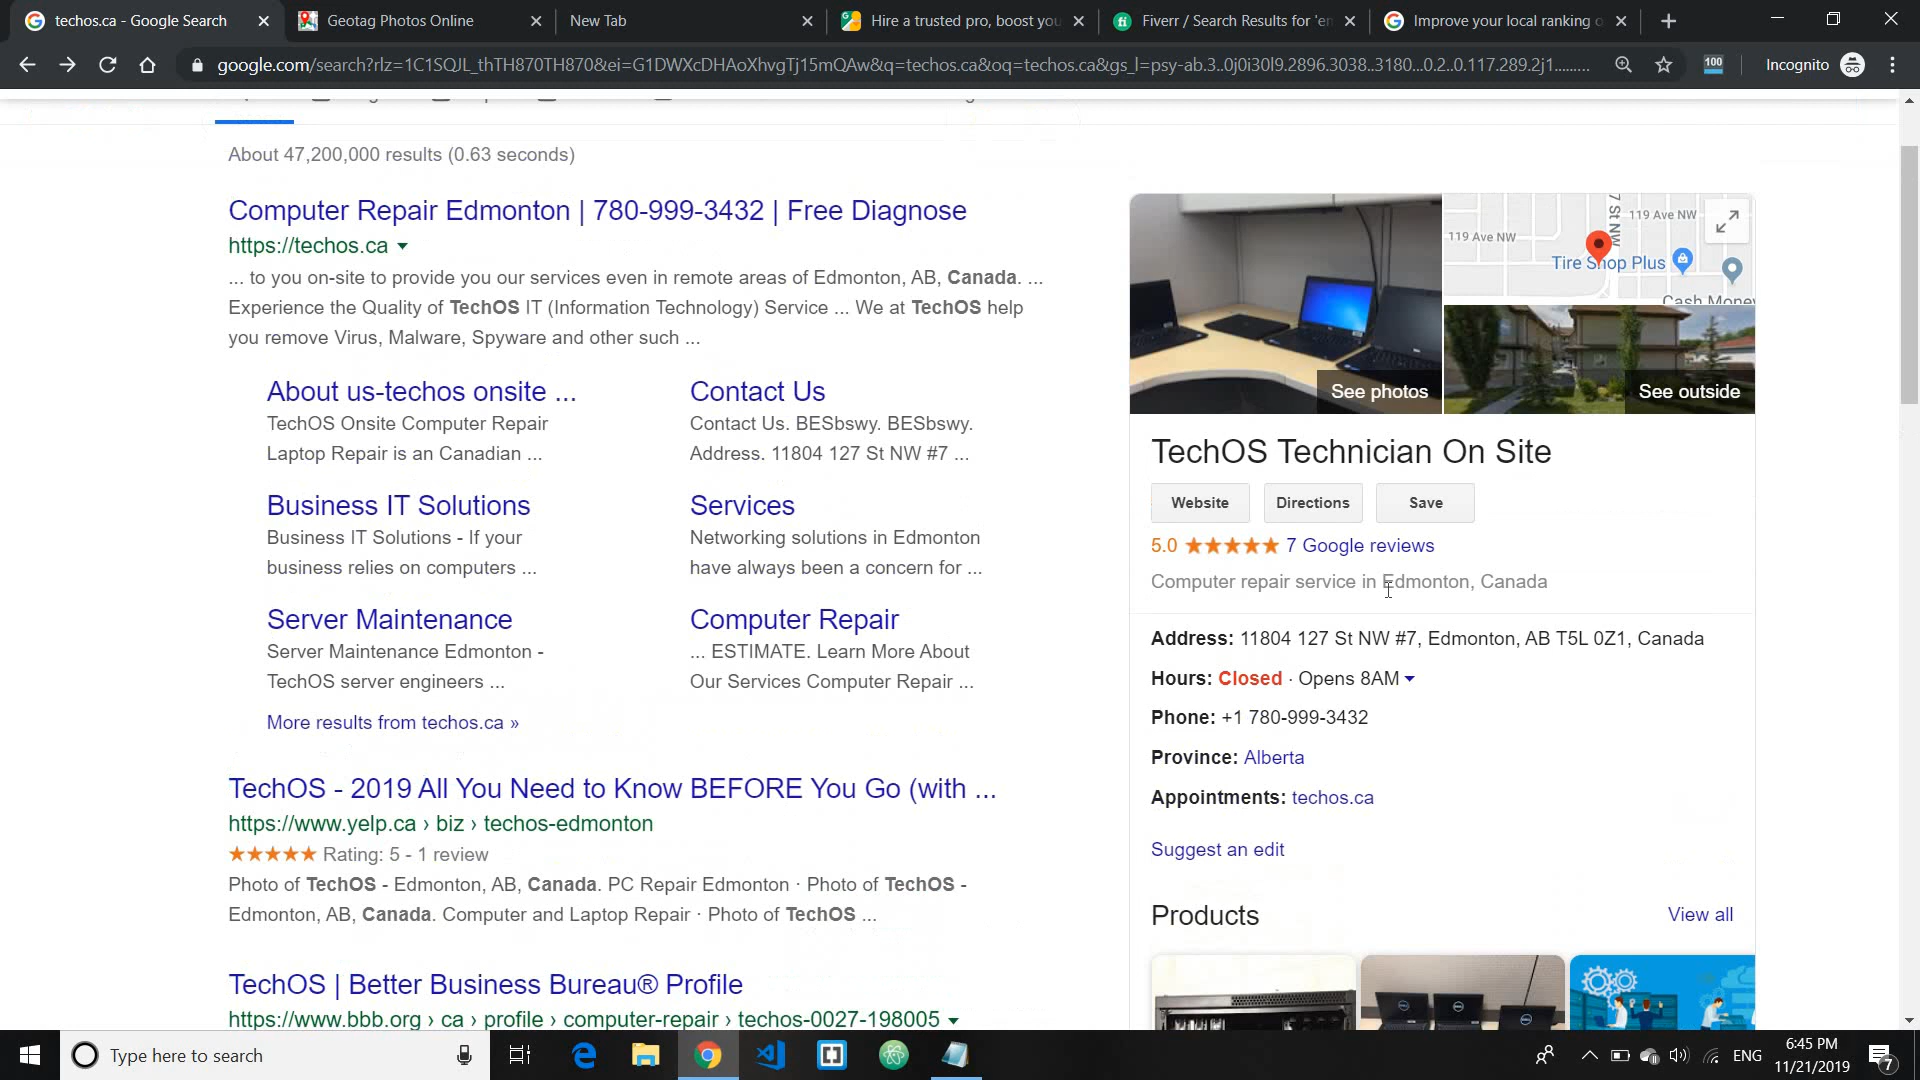 techos.ca - Google Search
Geotag Photos Online
New Tab
Hire a trusted pro, boost you
Fiverr / Search Results for 'em
Improve your local ranking o
google.com/search?rlz=1C1SQJL_thTH870TH870&ei=G1DWXcDHAoXhvgTj15mQAw&q=techos.ca&oq=techos.ca&gs_l=psy-ab.3..0j0i30l9.2896.3038..3180...0.2..0.117.289.2j1.........
100
Incognito
About 47,200,000 results (0.63 seconds)
Computer Repair Edmonton | 780-999-3432 | Free Diagnose
https://techos.ca
... to you on-site to provide you our services even in remote areas of Edmonton, AB, Canada. ...
Experience the Quality of TechOS IT (Information Technology) Service ... We at TechOS help
you remove Virus, Malware, Spyware and other such ...
About us-techos onsite ...
TechOS Onsite Computer Repair
Laptop Repair is an Canadian ...
Contact Us
Contact Us. BESbswy. BESbswy.
Address. 11804 127 St NW #7 ...
Business IT Solutions
Business IT Solutions - If your
business relies on computers ...
Services
Networking solutions in Edmonton
have always been a concern for ...
Server Maintenance
Server Maintenance Edmonton -
TechOS server engineers ...
Computer Repair
... ESTIMATE. Learn More About
Our Services Computer Repair ...
More results from techos.ca »
TechOS - 2019 All You Need to Know BEFORE You Go (with ...
https://www.yelp.ca › biz › techos-edmonton
Rating: 5 - 1 review
Photo of TechOS - Edmonton, AB, Canada. PC Repair Edmonton · Photo of TechOS -
Edmonton, AB, Canada. Computer and Laptop Repair · Photo of TechOS ...
TechOS | Better Business Bureau® Profile
https://www.bbb.org › ca › profile › computer-repair › techos-0027-198005
See photos
7 St NW
119 Ave NW
119 Ave NW
Tire Shop Plus
Cash Money
See outside
TechOS Technician On Site
Website
Directions
Save
5.0
7 Google reviews
Computer repair service in Edmonton, Canada
Address: 11804 127 St NW #7, Edmonton, AB T5L 0Z1, Canada
Hours: Closed · Opens 8AM
Phone: +1 780-999-3432
Province: Alberta
Appointments: techos.ca
Suggest an edit
Products
View all
Type here to search
ENG
6:45 PM
11/21/2019
7